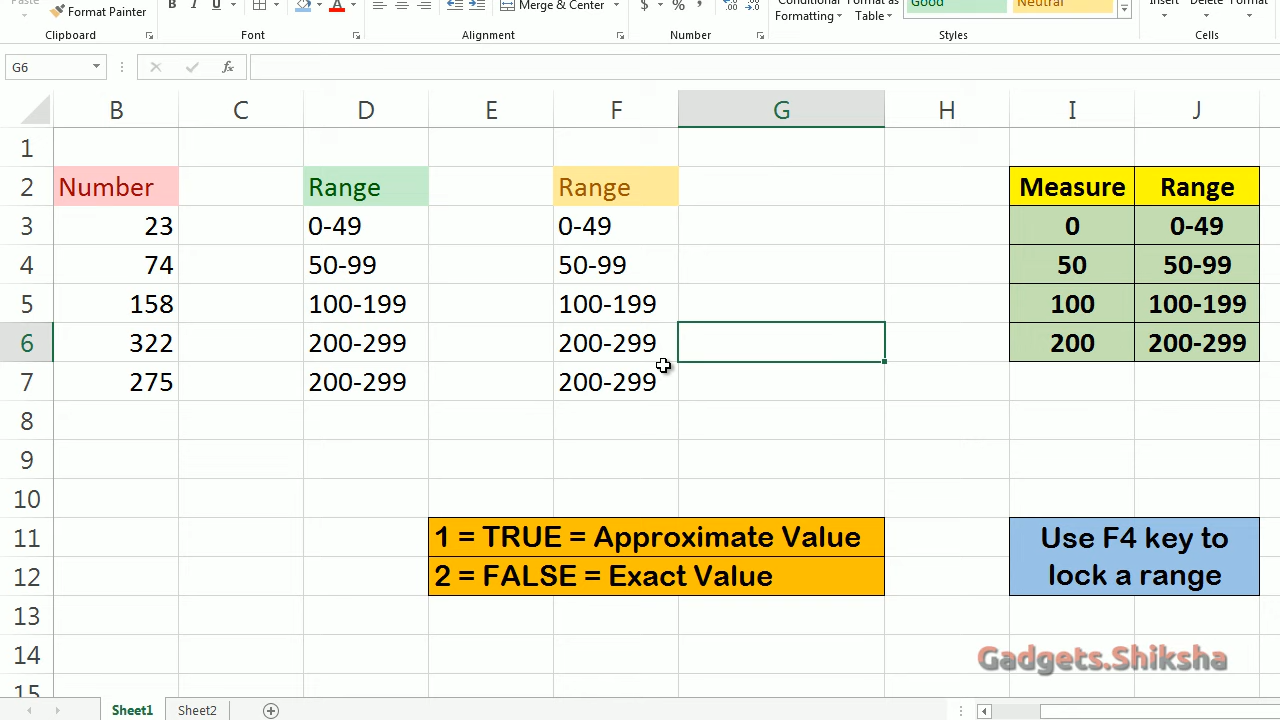 Paste
Format Painter
B I U A
Merge & Center
$ % ,
Conditional Format as
Formatting Table
Good Neutral
Insert Delete Format
Clipboard Font Alignment Number Styles Cells
G6 fx
B C D E F G H I J
1
2 Number Range Range Measure Range
3 23 0-49 0-49 0 0-49
4 74 50-99 50-99 50 50-99
5 158 100-199 100-199 100 100-199
6 322 200-299 200-299 200 200-299
7 275 200-299 200-299
8
9
10
11 1 = TRUE = Approximate Value Use F4 key to
12 2 = FALSE = Exact Value lock a range
13
14 Gadgets.Shiksha
15
Sheet1 Sheet2